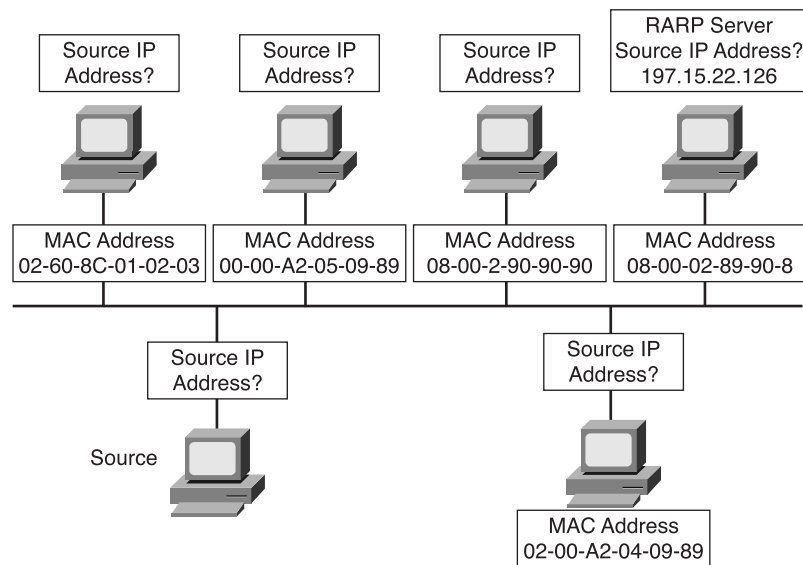 Source IP
Address?
Source IP
Address?
Source IP
Address?
RARP Server
Source IP Address?
197.15.22.126
MAC Address
02-60-8C-01-02-03
MAC Address
00-00-A2-05-09-89
MAC Address
08-00-2-90-90-90
MAC Address
08-00-02-89-90-8
Source IP
Address?
Source
Source IP
Address?
MAC Address
02-00-A2-04-09-89